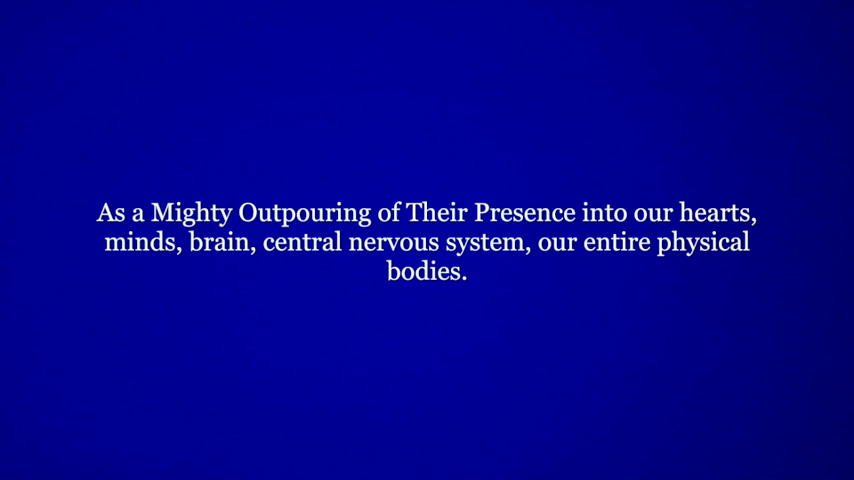 As a Mighty Outpouring of Their Presence into our hearts,
minds, brain, central nervous system, our entire physical
bodies.